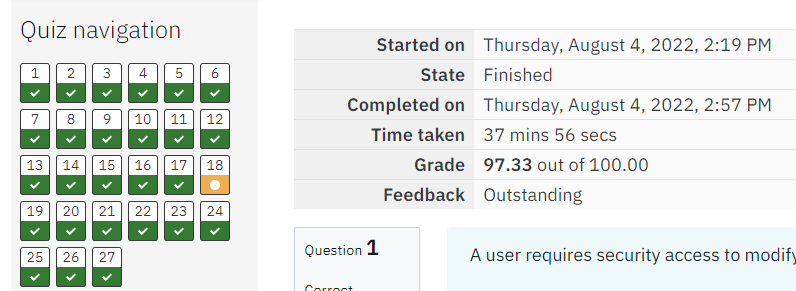 Quiz navigation
1 2 3 4 5 6
7 8 9 10 11 12
13 14 15 16 17 18
19 20 21 22 23 24
25 26 27
Started on Thursday, August 4, 2022, 2:19 PM
State Finished
Completed on Thursday, August 4, 2022, 2:57 PM
Time taken 37 mins 56 secs
Grade 97.33 out of 100.00
Feedback Outstanding
Question 1
Correct
A user requires security access to modify